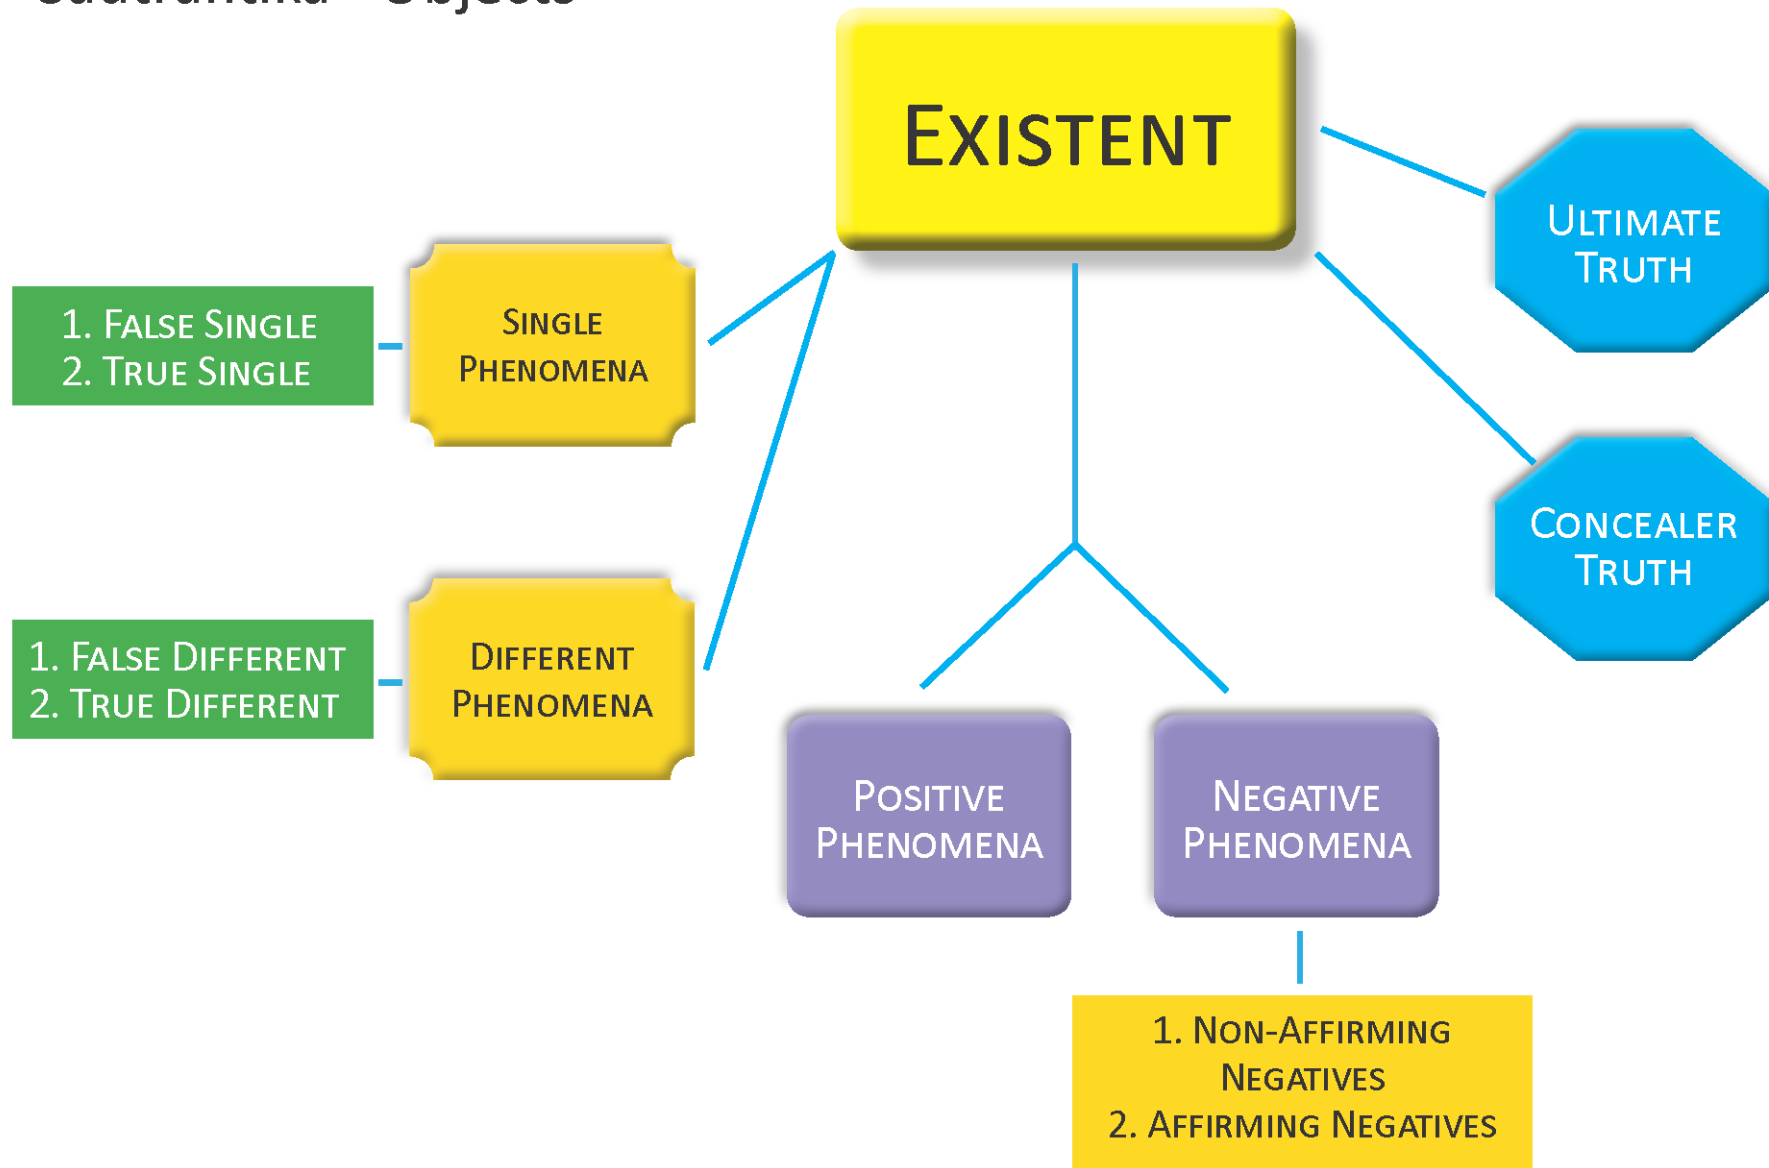 Objects
EXISTENT
ULTIMATE
TRUTH
SINGLE
PHENOMENA
1. FALSE SINGLE
2. TRUE SINGLE
CONCEALER
TRUTH
DIFFERENT
PHENOMENA
1. FALSE DIFFERENT
2. TRUE DIFFERENT
POSITIVE
PHENOMENA
NEGATIVE
PHENOMENA
1. NON-AFFIRMING
NEGATIVES
2. AFFIRMING NEGATIVES